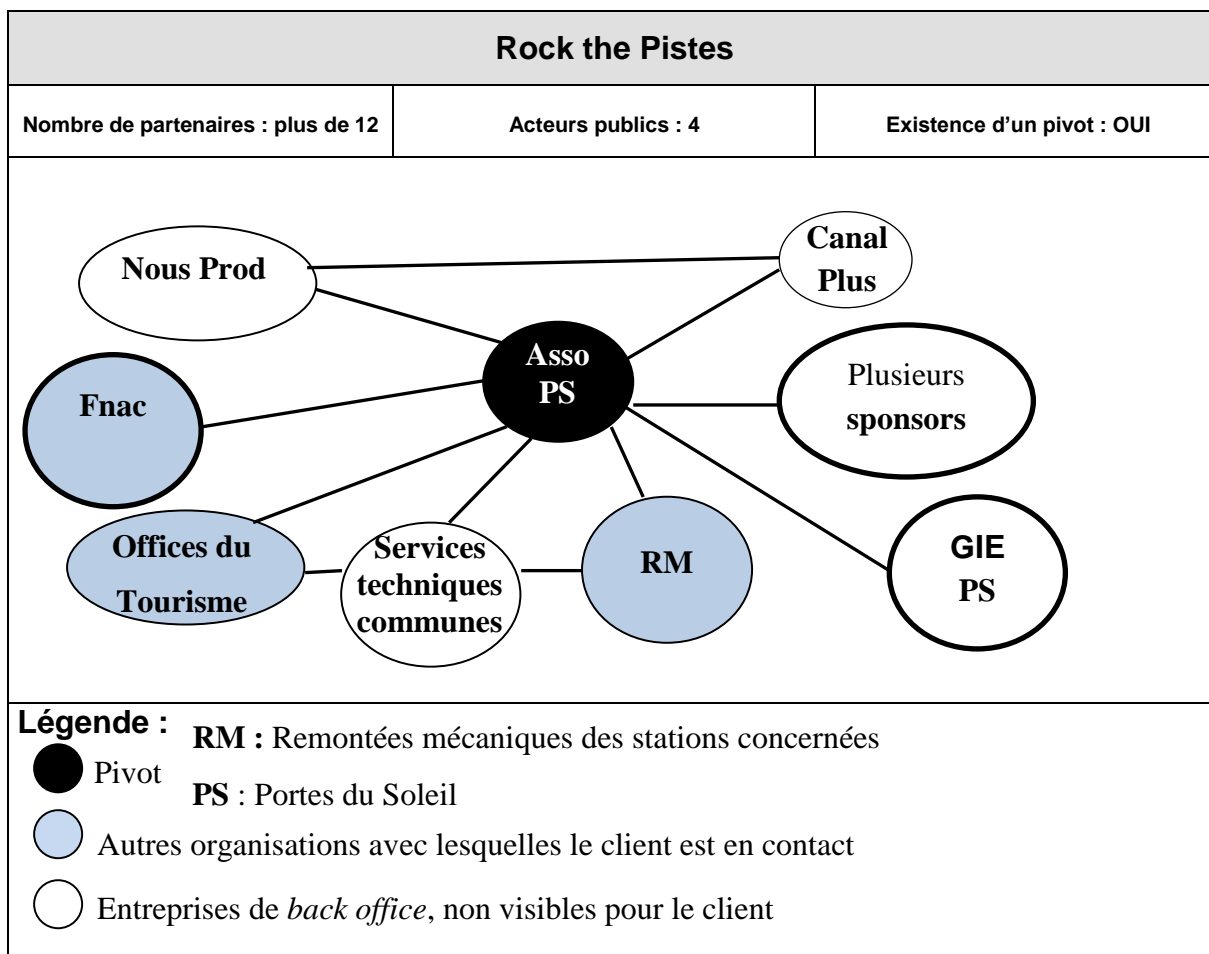 Rock the Pistes
Nombre de partenaires : plus de 12
Acteurs publics : 4
Existence d’un pivot : OUI
Nous Prod
Canal
Plus
Asso
PS
Plusieurs
sponsors
Fnac
Offices du
Tourisme
Services
techniques
communes
RM
GIE
PS
Légende :
RM : Remontées mécaniques des stations concernées
Pivot
PS : Portes du Soleil
Autres organisations avec lesquelles le client est en contact
Entreprises de back office, non visibles pour le client